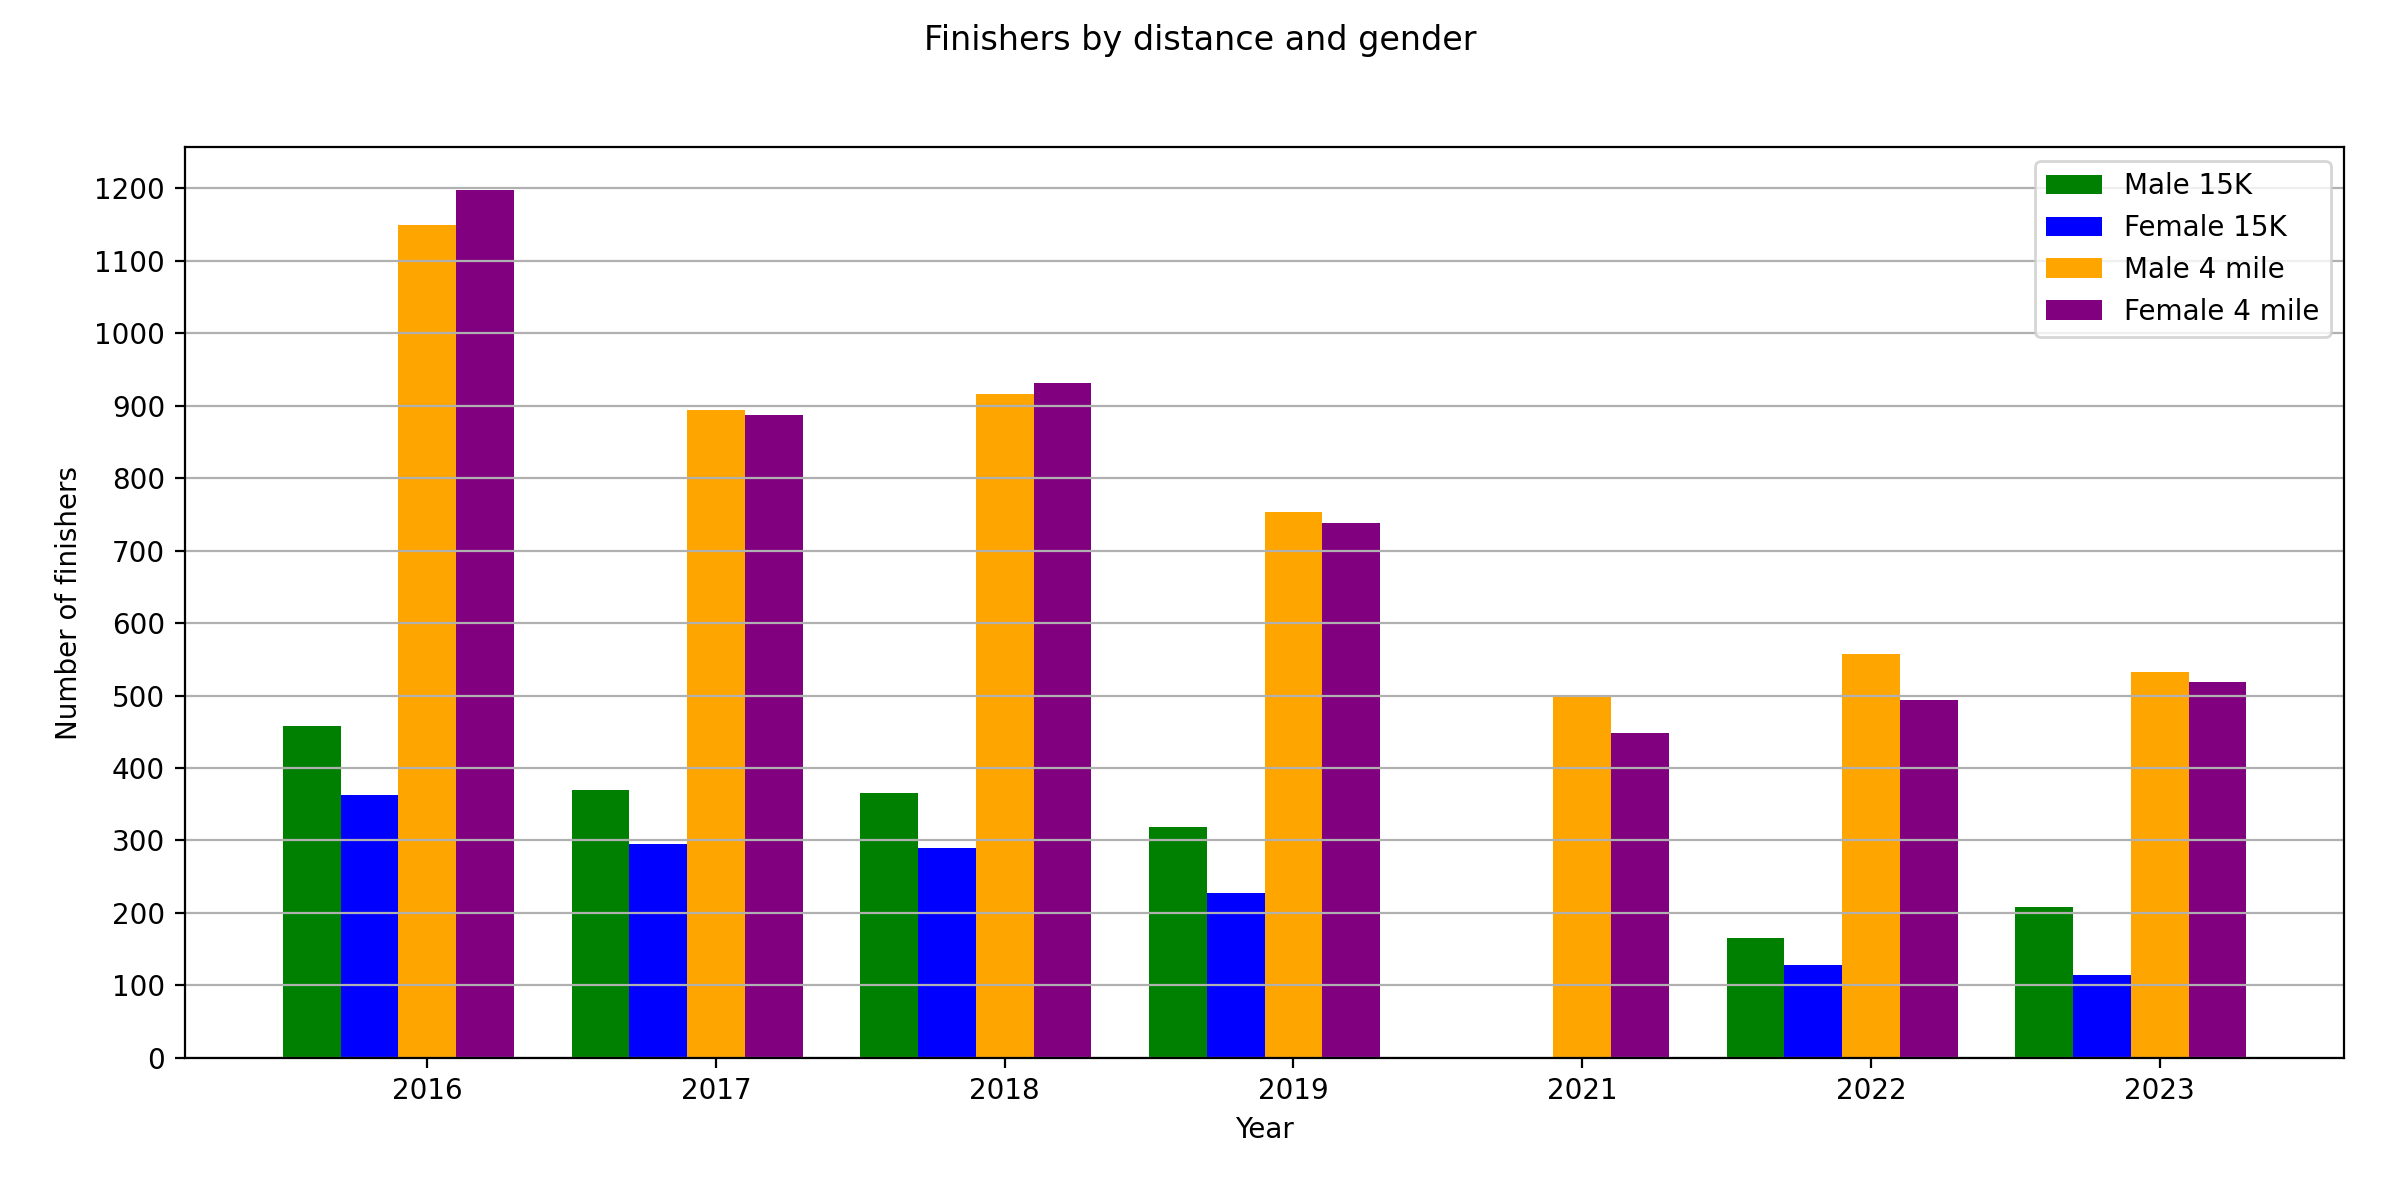 Finishers by distance and gender
1200
1100
1000
900
800
700
600
500
400
300
200
100
0
Number of finishers
Male 15K
Female 15K
Male 4 mile
Female 4 mile
2016 2017 2018 2019 2021 2022 2023
Year